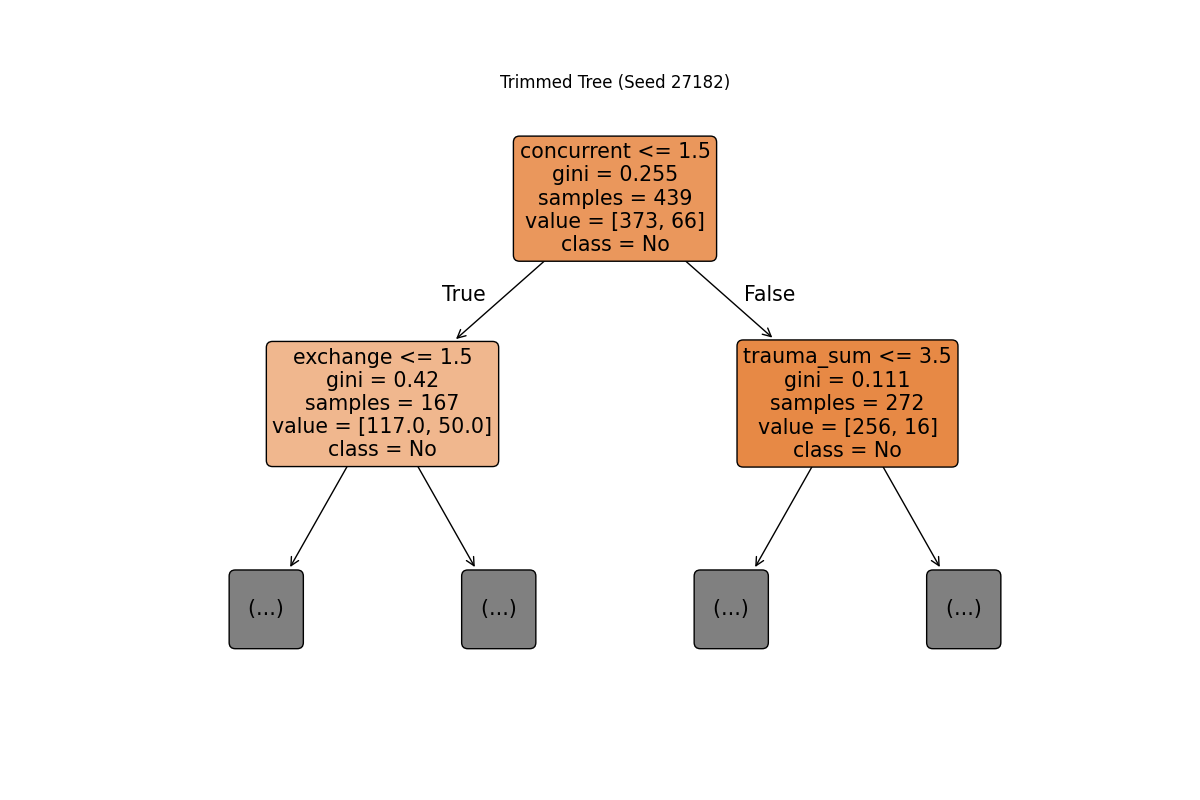 Trimmed Tree (Seed 27182)
concurrent <= 1.5
gini = 0.255
samples = 439
value = [373, 66]
class = No
True
False
exchange <= 1.5
gini = 0.42
samples = 167
value = [117.0, 50.0]
class = No
trauma_sum <= 3.5
gini = 0.111
samples = 272
value = [256, 16]
class = No
(...)
(...)
(...)
(...)